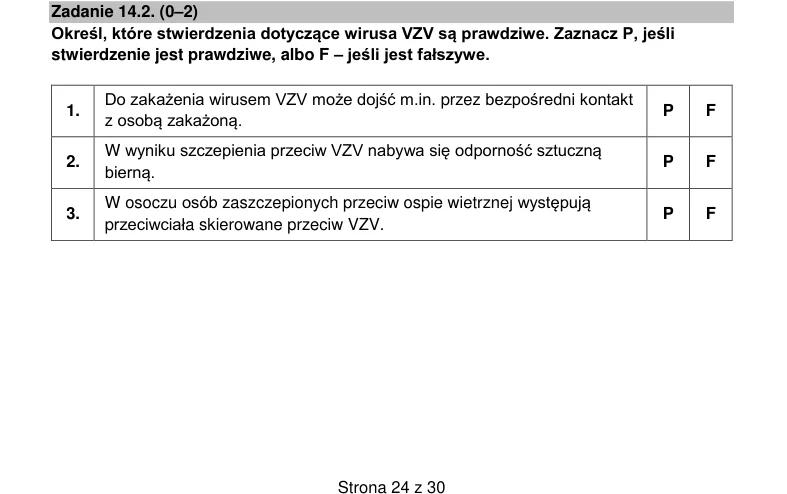 Zadanie 14.2. (0–2)
Określ, które stwierdzenia dotyczące wirusa VZV są prawdziwe. Zaznacz P, jeśli
stwierdzenie jest prawdziwe, albo F – jeśli jest fałszywe.
1. Do zakażenia wirusem VZV może dojść m.in. przez bezpośredni kontakt P F
z osobą zakażoną.
2. W wyniku szczepienia przeciw VZV nabywa się odporność sztuczną P F
bierną.
3. W osoczu osób zaszczepionych przeciw ospie wietrznej występują P F
przeciwciała skierowane przeciw VZV.
Strona 24 z 30